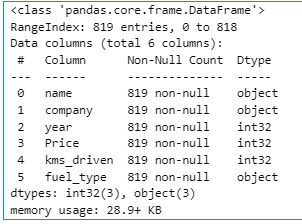 <class 'pandas.core.frame.DataFrame'>
RangeIndex: 819 entries, 0 to 818
Data columns (total 6 columns):
 #   Column      Non-Null Count  Dtype
---  ------      --------------  -----
 0   name        819 non-null    object
 1   company     819 non-null    object
 2   year        819 non-null    int32
 3   Price       819 non-null    int32
 4   kms_driven  819 non-null    int32
 5   fuel_type   819 non-null    object
dtypes: int32(3), object(3)
memory usage: 28.9+ KB